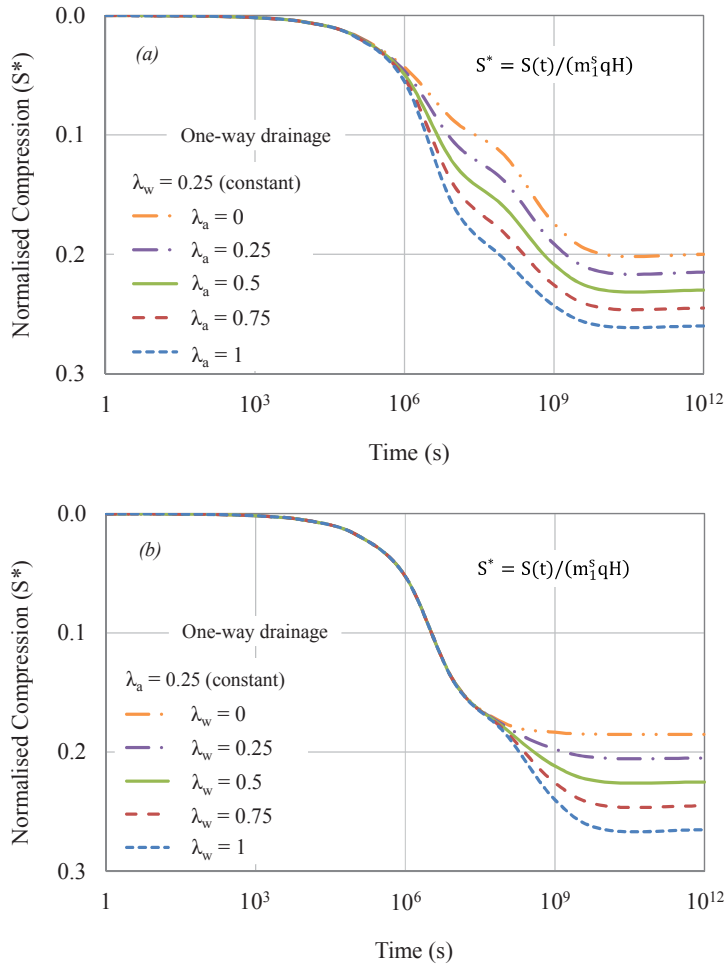 0.0
(a)
S* = S(t)/(m₁ˢqH)
0.1
One-way drainage
λw = 0.25 (constant)
λa = 0
0.2
λa = 0.25
λa = 0.5
λa = 0.75
λa = 1
0.3
1
10³
10⁶
10⁹
10¹²
Time (s)
Normalised Compression (S*)
0.0
(b)
S* = S(t)/(m₁ˢqH)
0.1
One-way drainage
λa = 0.25 (constant)
λw = 0
0.2
λw = 0.25
λw = 0.5
λw = 0.75
λw = 1
0.3
1
10³
10⁶
10⁹
10¹²
Time (s)
Normalised Compression (S*)